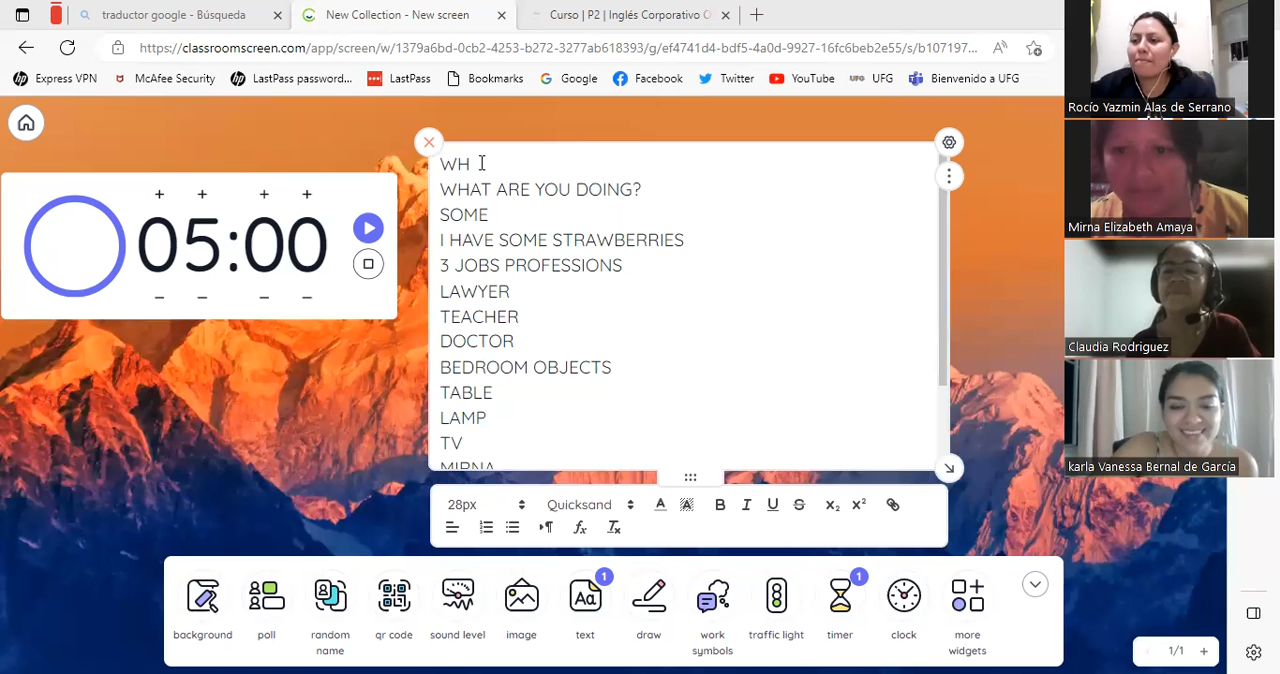 traductor google - Búsqueda
New Collection - New screen
Curso | P2 | Inglés Corporativo
https://classroomscreen.com/app/screen/w/1379a60d-0cb2-4253-b272-3277ab618393/g/ef4741d4-bdf5-4a0d-9927-16fc6beb2e55/s/b107197...
Express VPN
McAfee Security
LastPass password...
LastPass
Bookmarks
Google
Facebook
Twitter
YouTube
UFG
Bienvenido a UFG
05:00
WH
WHAT ARE YOU DOING?
SOME
I HAVE SOME STRAWBERRIES
3 JOBS PROFESSIONS
LAWYER
TEACHER
DOCTOR
BEDROOM OBJECTS
TABLE
LAMP
TV
MIRNA
28px
Quicksand
background
poll
random
name
qr code
sound level
image
1
text
draw
work
symbols
traffic light
1
timer
clock
more
widgets
1/1
Rocío Yazmin Alas de Serrano
Mirna Elizabeth Amaya
Claudia Rodriguez
karla Vanessa Bernal de García